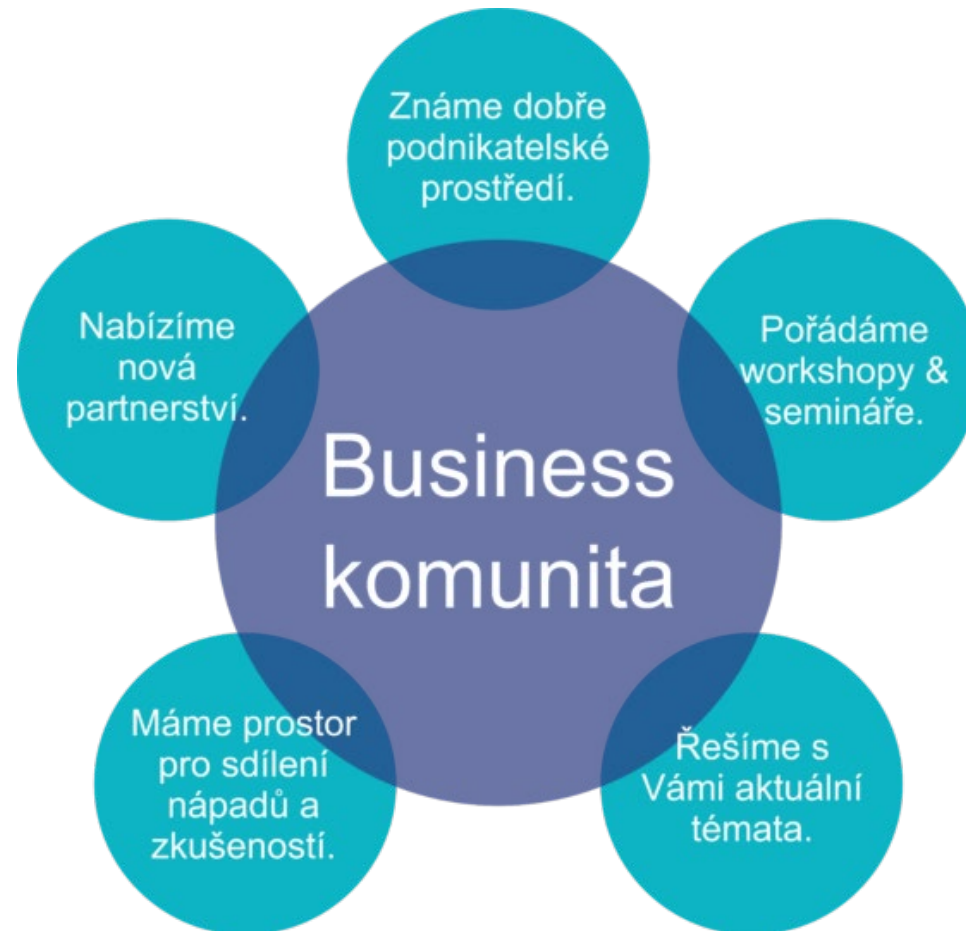 Známe dobře
podnikatelské
prostředí.
Nabízíme
nová
partnerství.
Pořádáme
workshopy &
semináře.
Business
komunita
Máme prostor
pro sdílení
nápadů a
zkušeností.
Řešíme s
Vámi aktuální
témata.